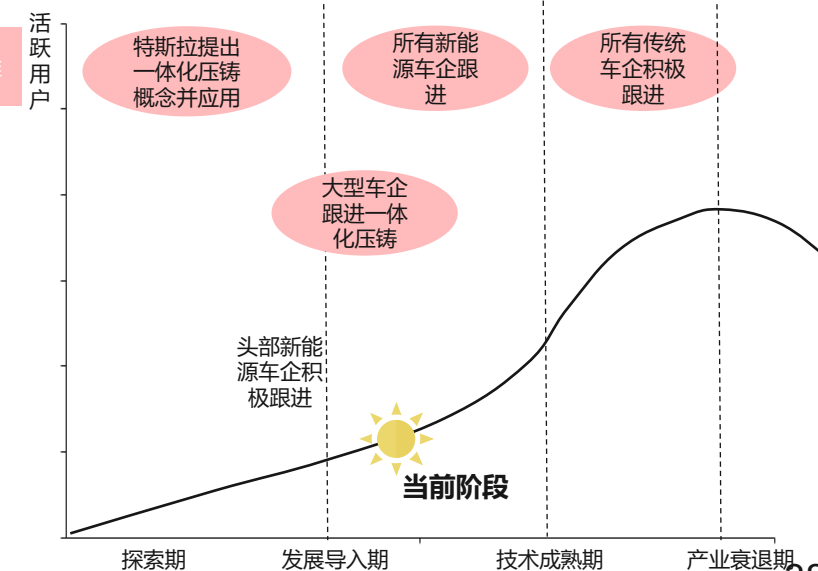 活
跃
用
户
特斯拉提出
一体化压铸
概念并应用
所有新能
源车企跟
进
所有传统
车企积极
跟进
大型车企
跟进一体
化压铸
头部新能
源车企积
极跟进
当前阶段
探索期
发展导入期
技术成熟期
产业衰退期